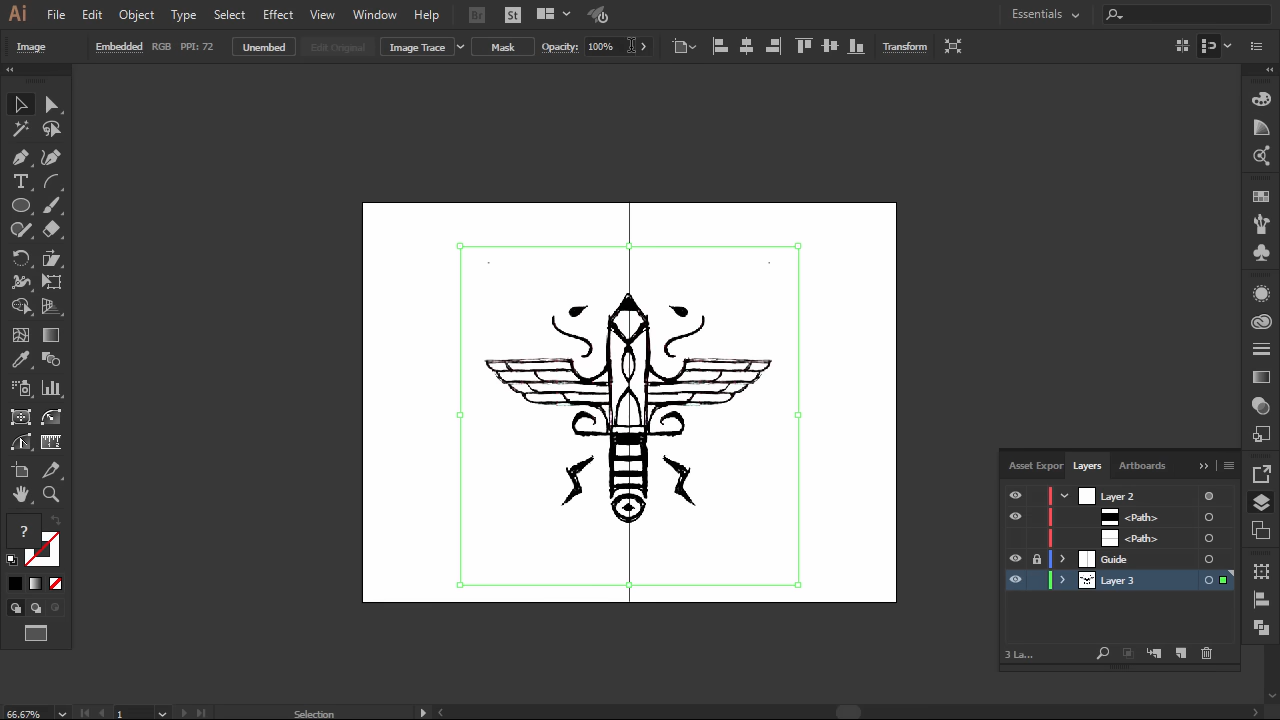 Ai File Edit Object Type Select Effect View Window Help Br St Essentials
Image Embedded RGB PPI: 72 Unembed Edit Original Image Trace Mask Opacity: 100% Transform
Asset Expor Layers Artboards
Layer 2
<Path>
<Path>
Guide
Layer 3
?
3 La...
66.67% 1 Selection